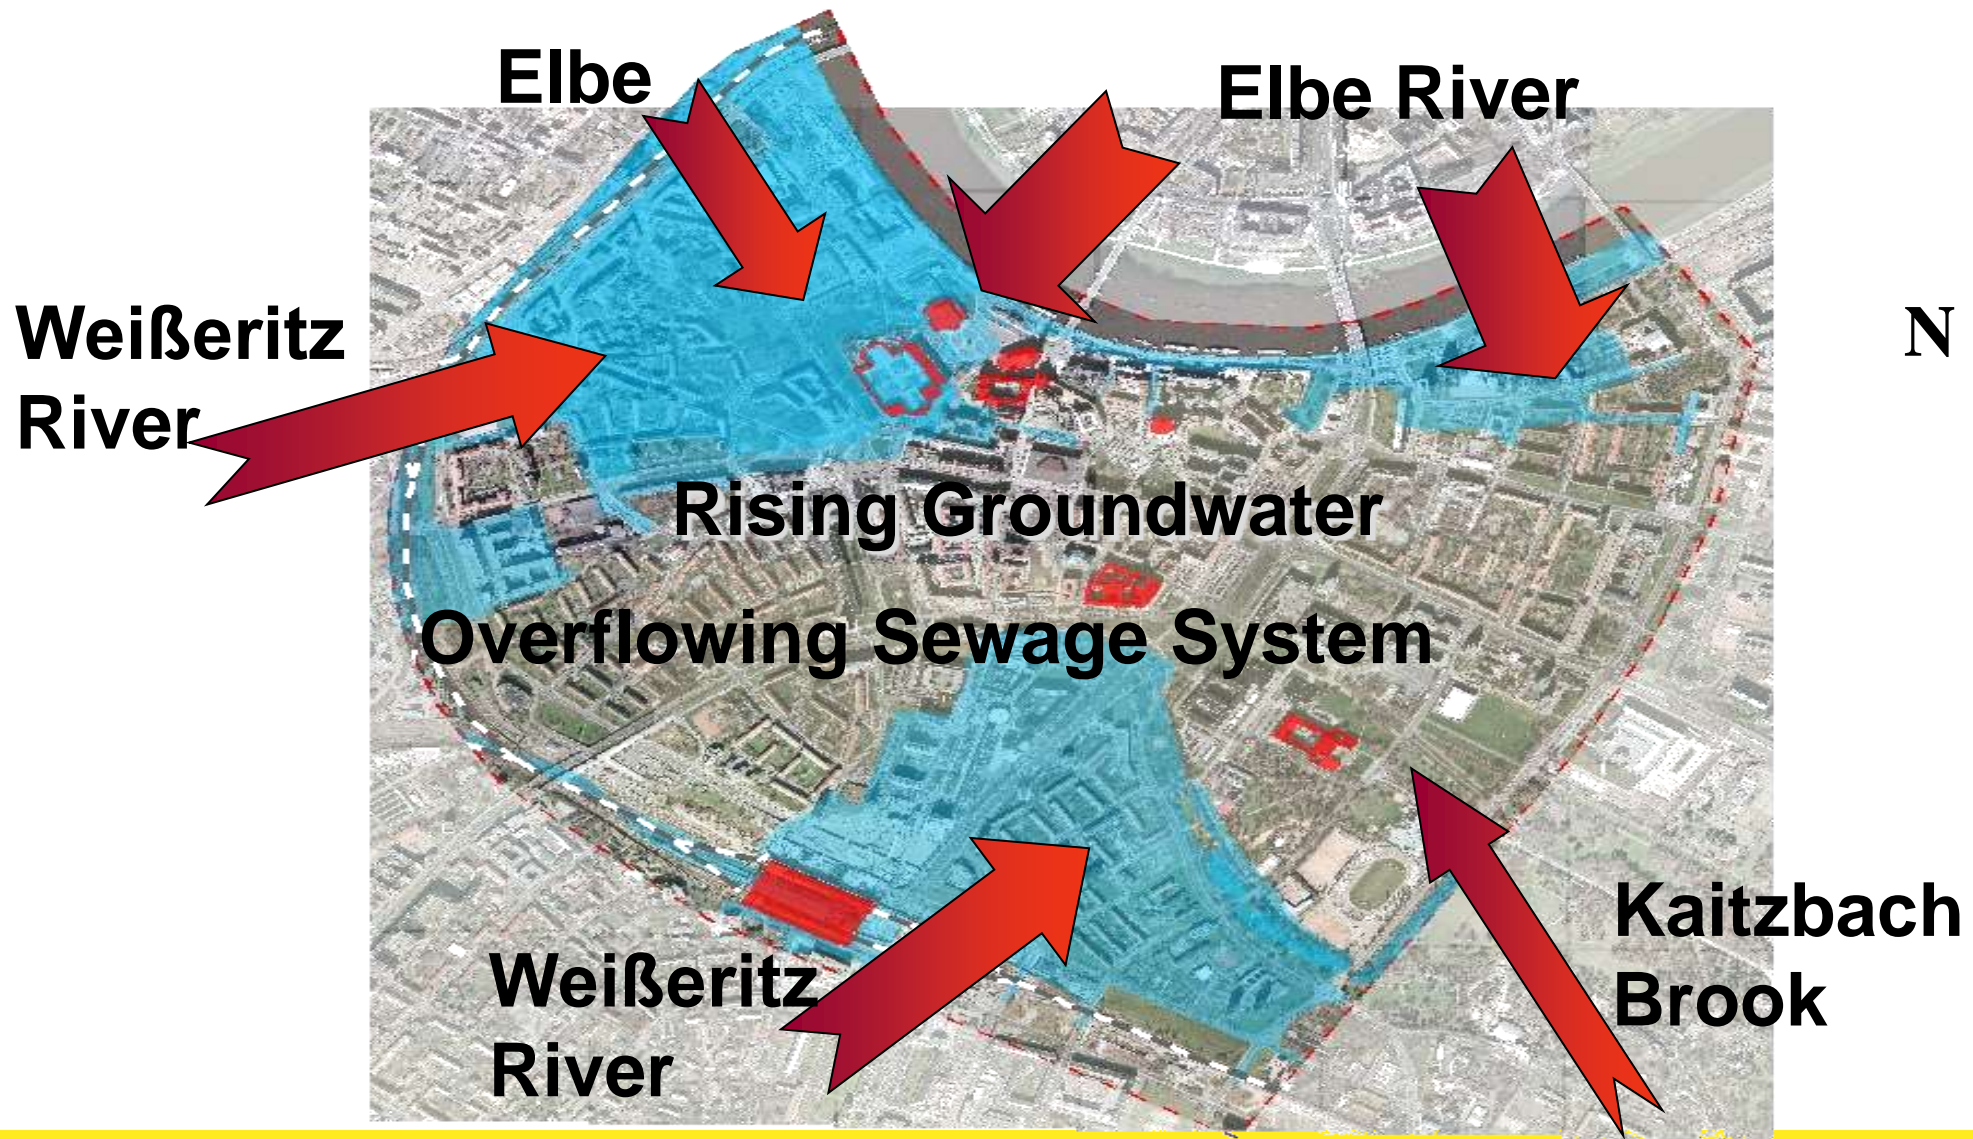 Elbe
Elbe River
Weißeritz
River
N
Rising Groundwater
Overflowing Sewage System
Kaitzbach
Brook
Weißeritz
River